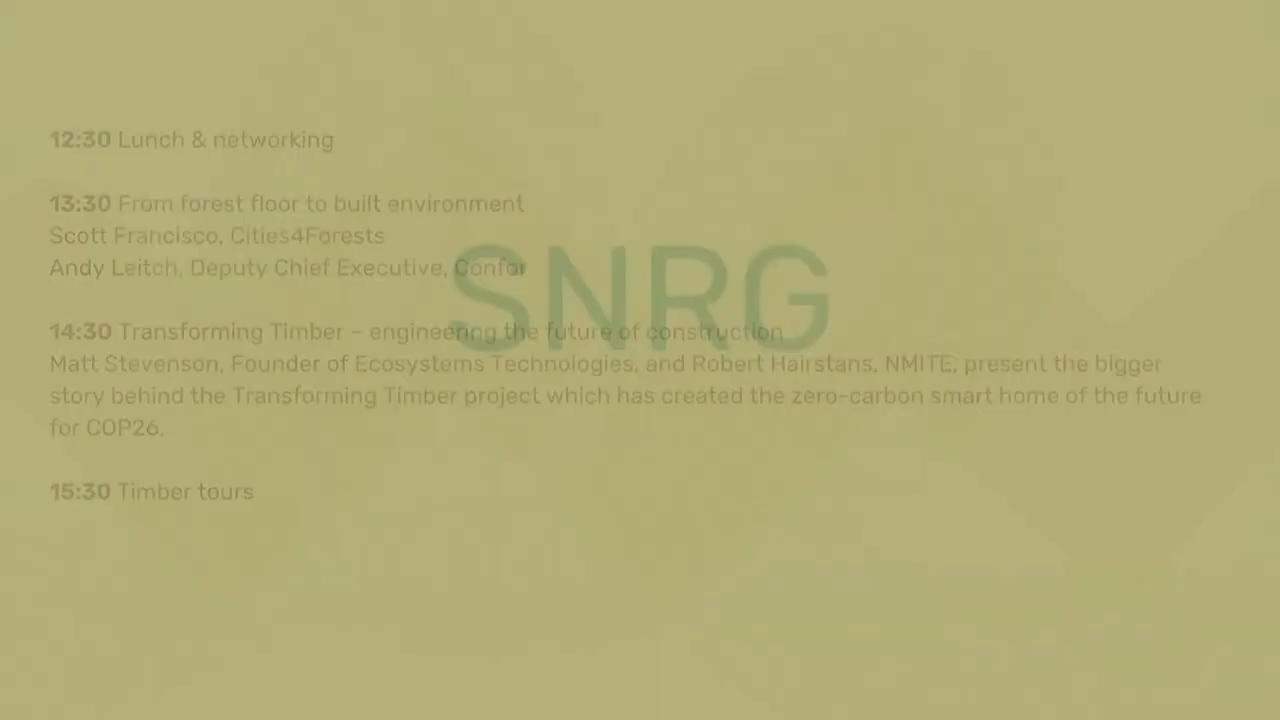 12:30 Lunch & networking
13:30 From forest floor to built environment
Scott Francisco, Cities4Forests
Andy Leitch, Deputy Chief Executive, Confor
SNRG
14:30 Transforming Timber – engineering the future of construction
Matt Stevenson, Founder of Ecosystems Technologies, and Robert Hairstans, NMITE, present the bigger
story behind the Transforming Timber project which has created the zero-carbon smart home of the future
for COP26.
15:30 Timber tours